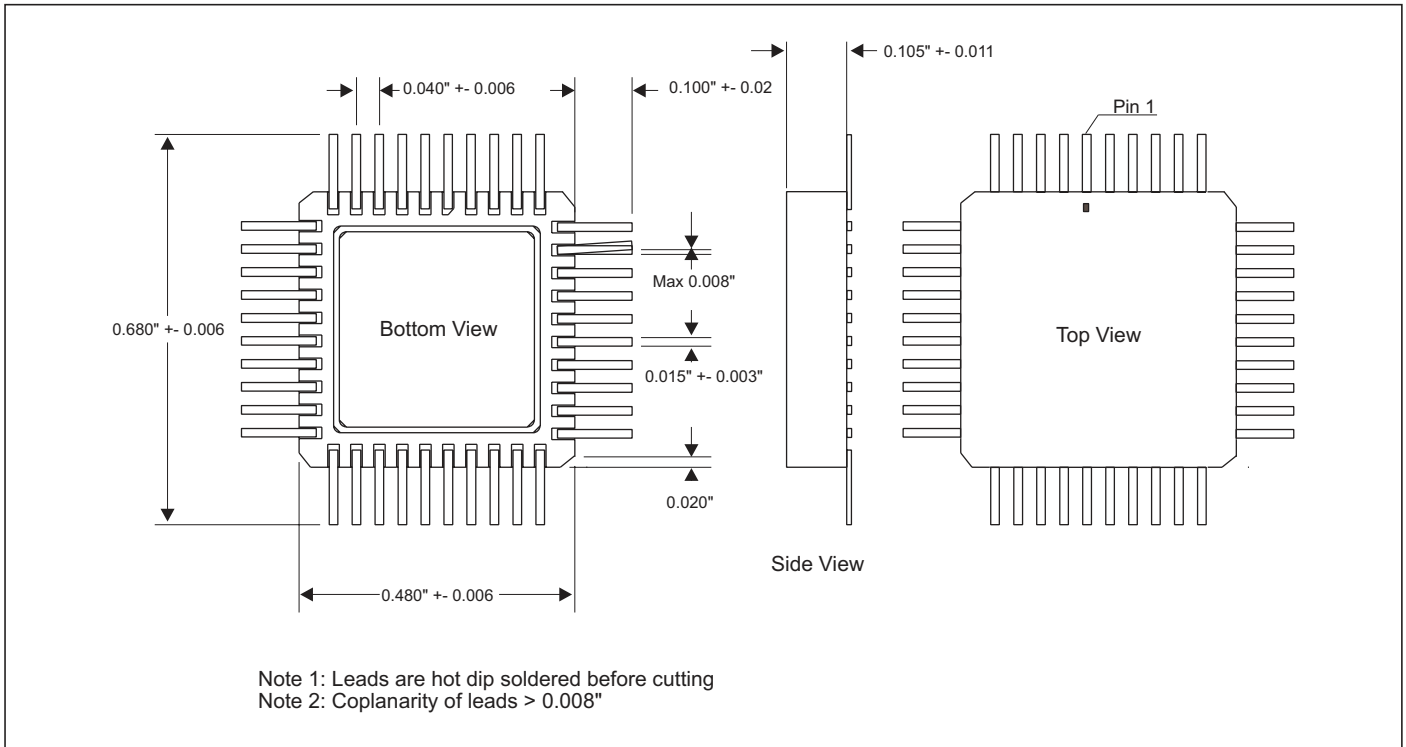 0.105" +- 0.011
0.040" +- 0.006
0.100" +- 0.02
Pin 1
Max 0.008"
0.680" +- 0.006
Bottom View
Top View
0.015" +- 0.003"
0.020"
Side View
0.480" +- 0.006
Note 1: Leads are hot dip soldered before cutting
Note 2: Coplanarity of leads > 0.008"